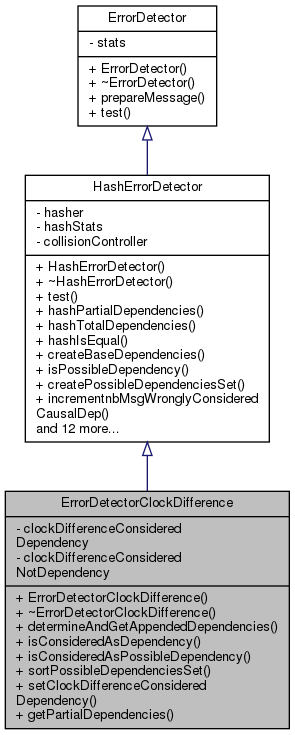 ErrorDetector
- stats
+ ErrorDetector()
+ ~ErrorDetector()
+ prepareMessage()
+ test()
HashErrorDetector
- hasher
- hashStats
- collisionController
+ HashErrorDetector()
+ ~HashErrorDetector()
+ test()
+ hashPartialDependencies()
+ hashTotalDependencies()
+ hashIsEqual()
+ createBaseDependencies()
+ isPossibleDependency()
+ createPossibleDependenciesSet()
+ incrementnbMsgWronglyConsidered
CausalDep()
and 12 more...
ErrorDetectorClockDifference
- clockDifferenceConsidered
Dependency
- clockDifferenceConsidered
NotDependency
+ ErrorDetectorClockDifference()
+ ~ErrorDetectorClockDifference()
+ determineAndGetAppendedDependencies()
+ isConsideredAsDependency()
+ isConsideredAsPossibleDependency()
+ sortPossibleDependenciesSet()
+ setClockDifferenceConsidered
Dependency()
+ getPartialDependencies()